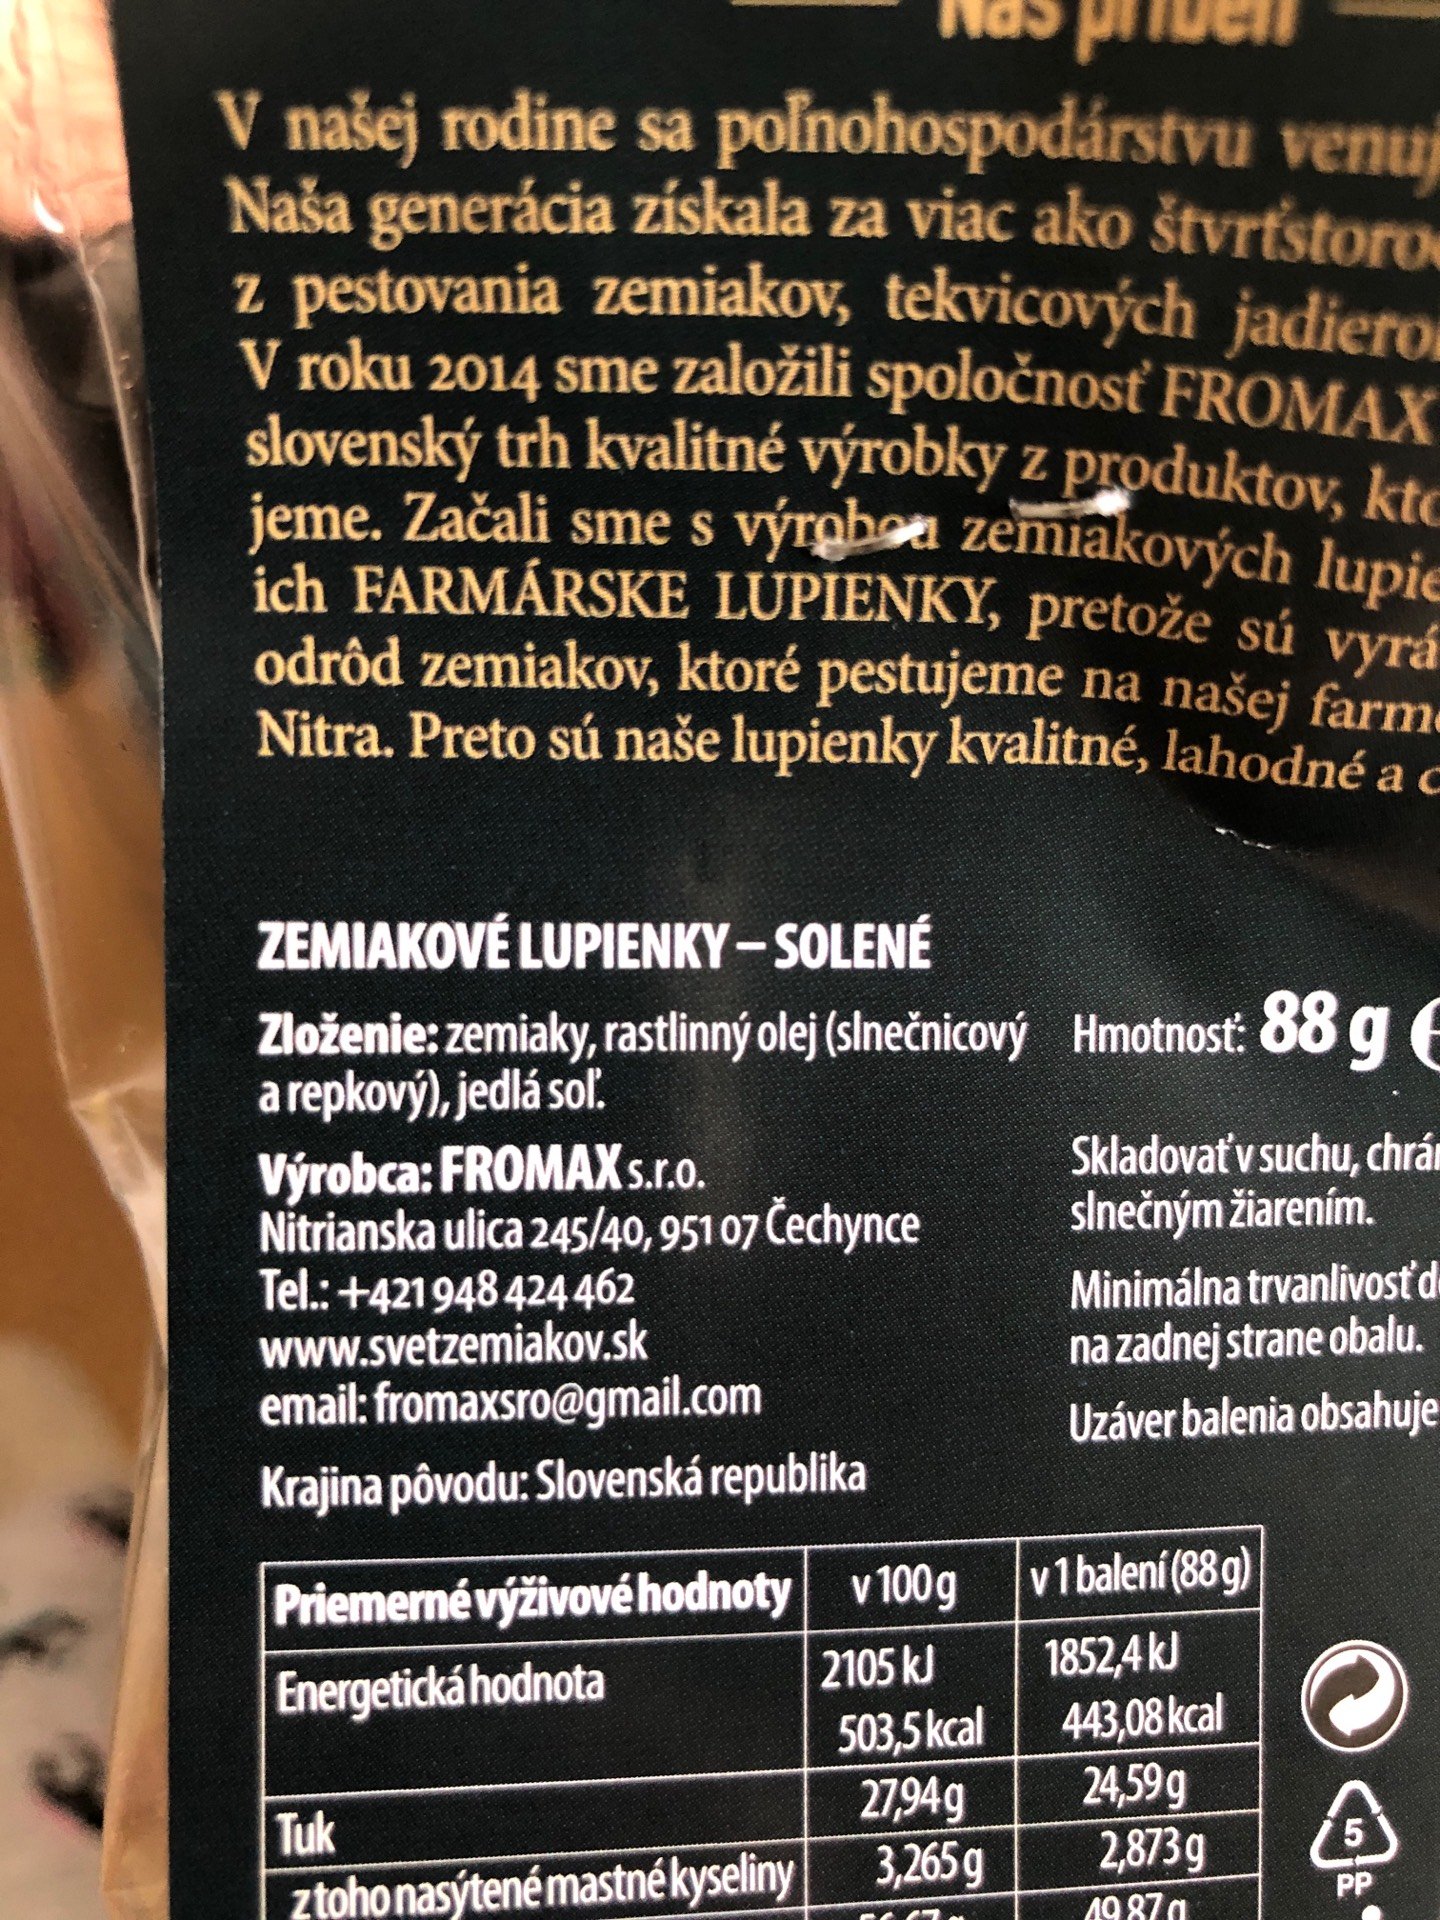 Náš príbeh
V našej rodine sa poľnohospodárstvu
Naša generácia získala za viac ako
z pestovania zemiakov, tekvicových
V roku 2014 sme založili spoločnosť FROMAX
slovenský trh kvalitné výrobky z produktov,
jeme. Začali sme s výrobou zemiakových
ich FARMÁRSKE LUPIENKY, pretože sú
odrôd zemiakov, ktoré pestujeme na našej
Nitra. Preto sú naše lupienky kvalitné, lahodné a
ZEMIAKOVÉ LUPIENKY – SOLENÉ
Zloženie: zemiaky, rastlinný olej (slnečnicový
a repkový), jedlá soľ.
Hmotnosť: 88 g
Výrobca: FROMAX s.r.o.
Nitrianska ulica 245/40, 951 07 Čechynce
Tel.: +421 948 424 462
www.svetzemiakov.sk
email: fromaxsro@gmail.com
Krajina pôvodu: Slovenská republika
Skladovať v suchu,
slnečným žiarením.
Minimálna trvanlivosť
na zadnej strane obalu.
Uzáver balenia obsahuje
Priemerné výživové hodnoty v 100 g v 1 balení (88 g)
Energetická hodnota 2105 kJ 1852,4 kJ
503,5 kcal 443,08 kcal
Tuk 27,94 g 24,59 g
z toho nasýtené mastné kyseliny 3,265 g 2,873 g
49,87 g
5
PP